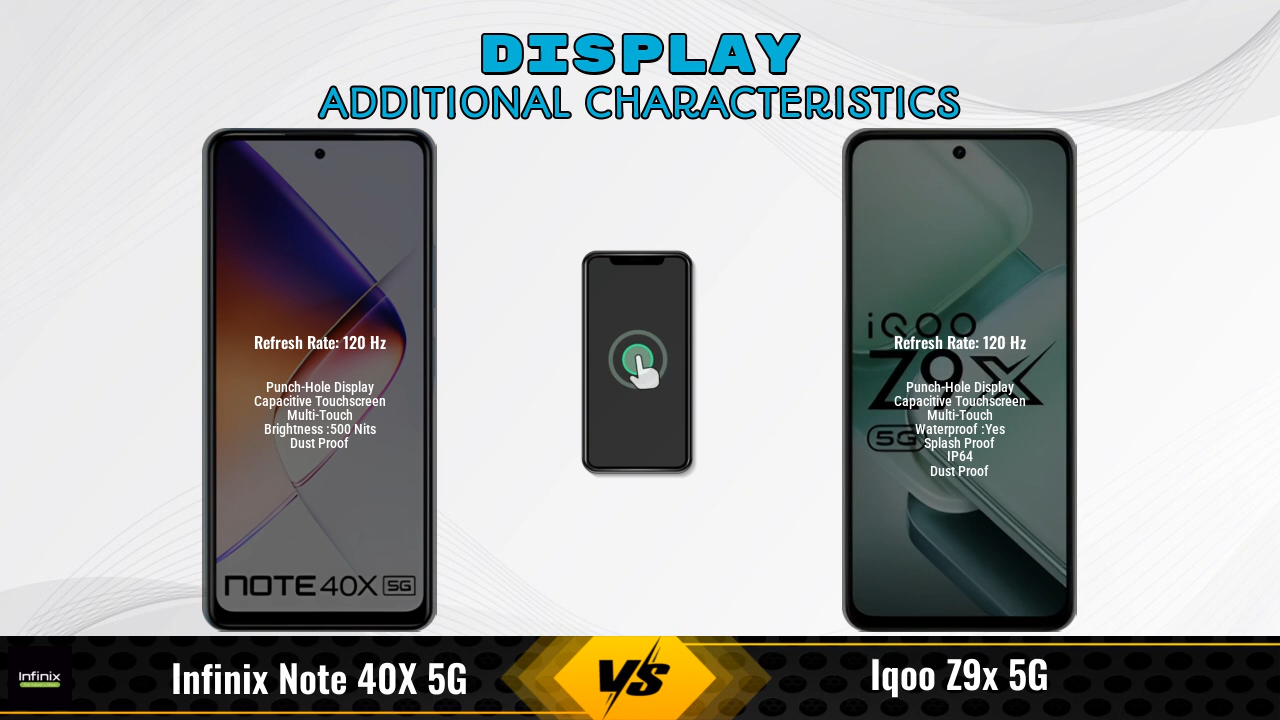 DISPLAY
ADDITIONAL CHARACTERISTICS
Refresh Rate: 120 Hz
Punch-Hole Display
Capacitive Touchscreen
Multi-Touch
Brightness :500 Nits
Dust Proof
NOTE 40X 5G
iQOO
Z9x
5G
Refresh Rate: 120 Hz
Punch-Hole Display
Capacitive Touchscreen
Multi-Touch
Waterproof :Yes
Splash Proof
IP64
Dust Proof
Infinix
Infinix Note 40X 5G
VS
Iqoo Z9x 5G